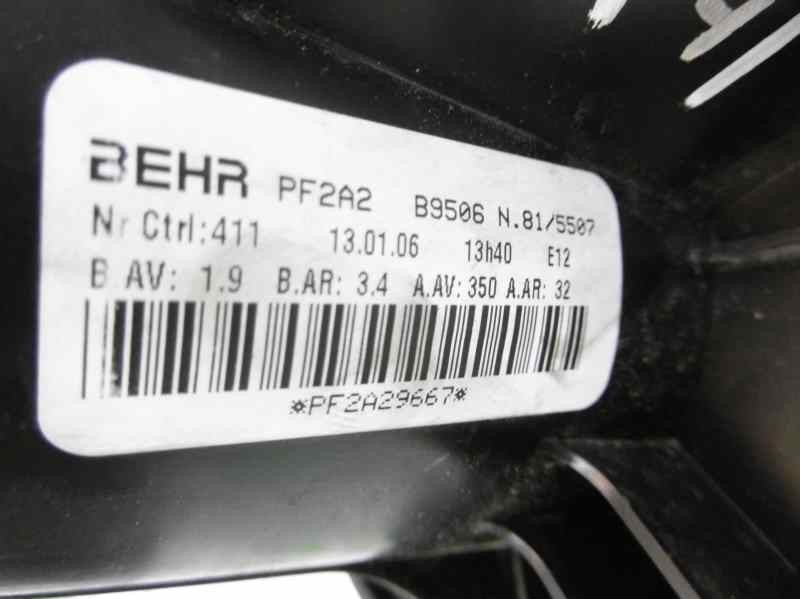 BEHR PF2A2 B9506 N.81/5507
Nr Ctrl:411 13.01.06 13h40 E12
B.AV: 1.9 B.AR: 3.4 A.AV: 350 A.AR: 32
*PF2A29667*